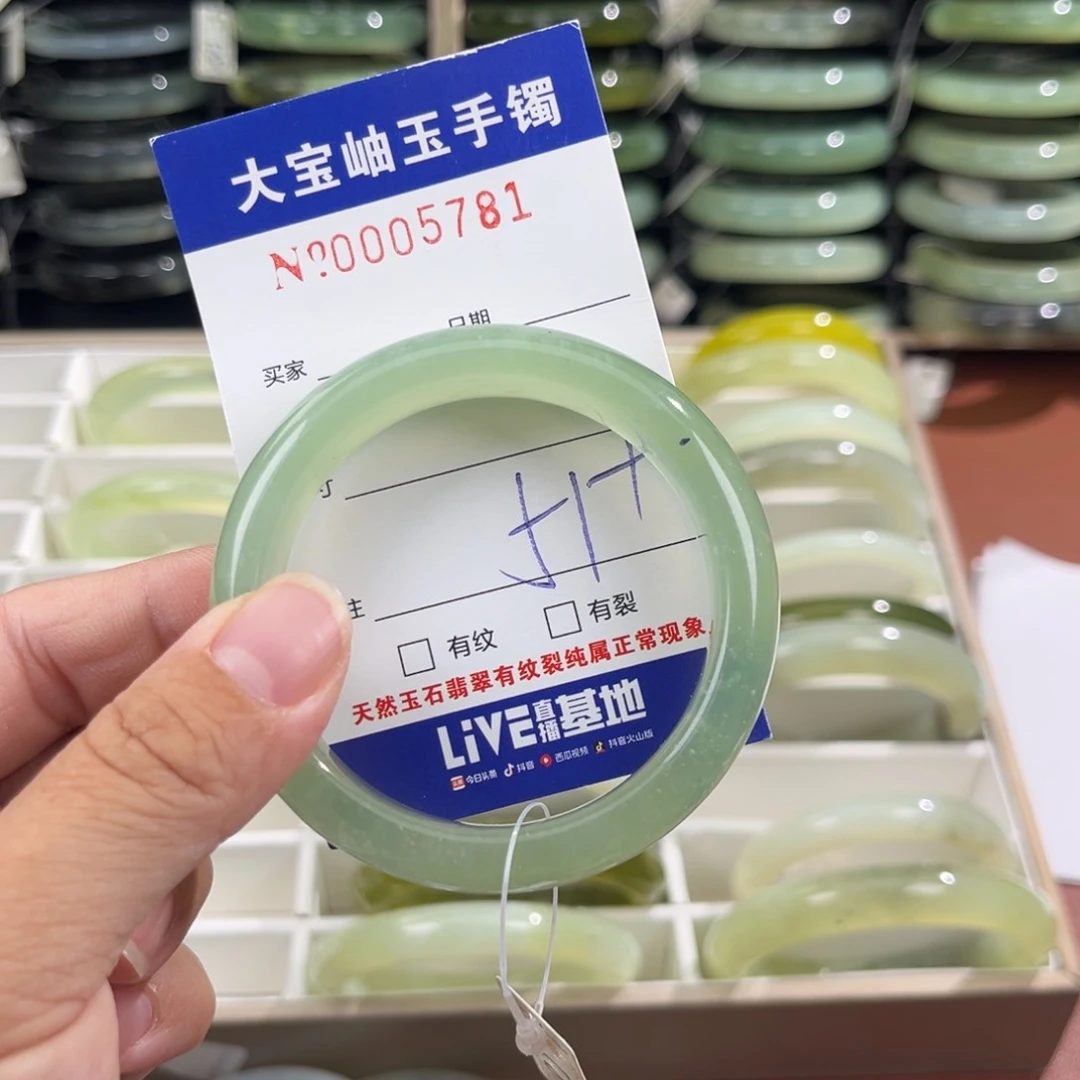 大宝岫玉手镯
Nº0005781
日期
买家
寸
注
有纹
有裂
天然玉石翡翠有纹裂纯属正常现象
LiVE直播基地
今日头条 抖音 西瓜视频 抖音火山版